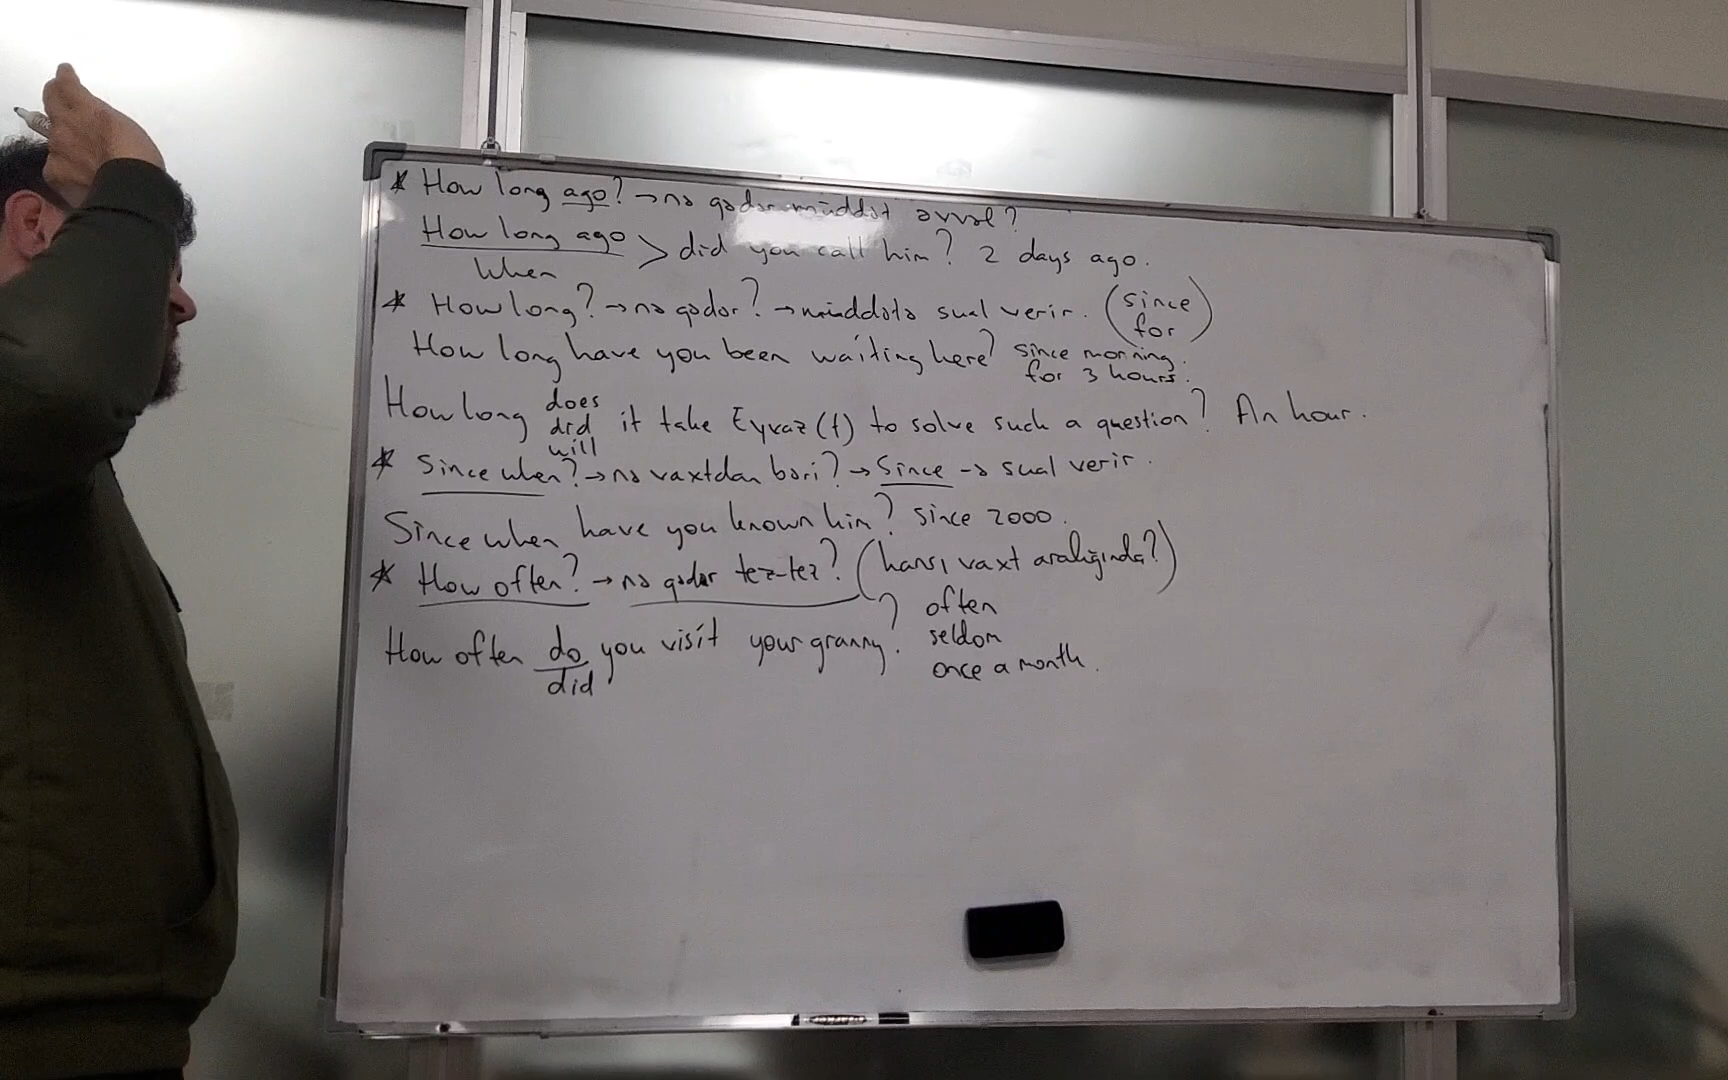 * How long ago? → nə qədər müddət əvvəl?
How long ago > did you call him? 2 days ago.
When
* How long? → nə qədər? → müddətə sual verir. (since
for)
How long have you been waiting here? since morning.
for 3 hours.
How long does it take Eyvaz (f) to solve such a question? An hour.
did
will
* Since when? → nə vaxtdan bəri? → Since → sual verir.
Since when have you known him? since 2000.
* How often? → nə qədər tez-tez? (hansı vaxt aralığında?)
How often do you visit your granny? often
did
seldom
once a month.